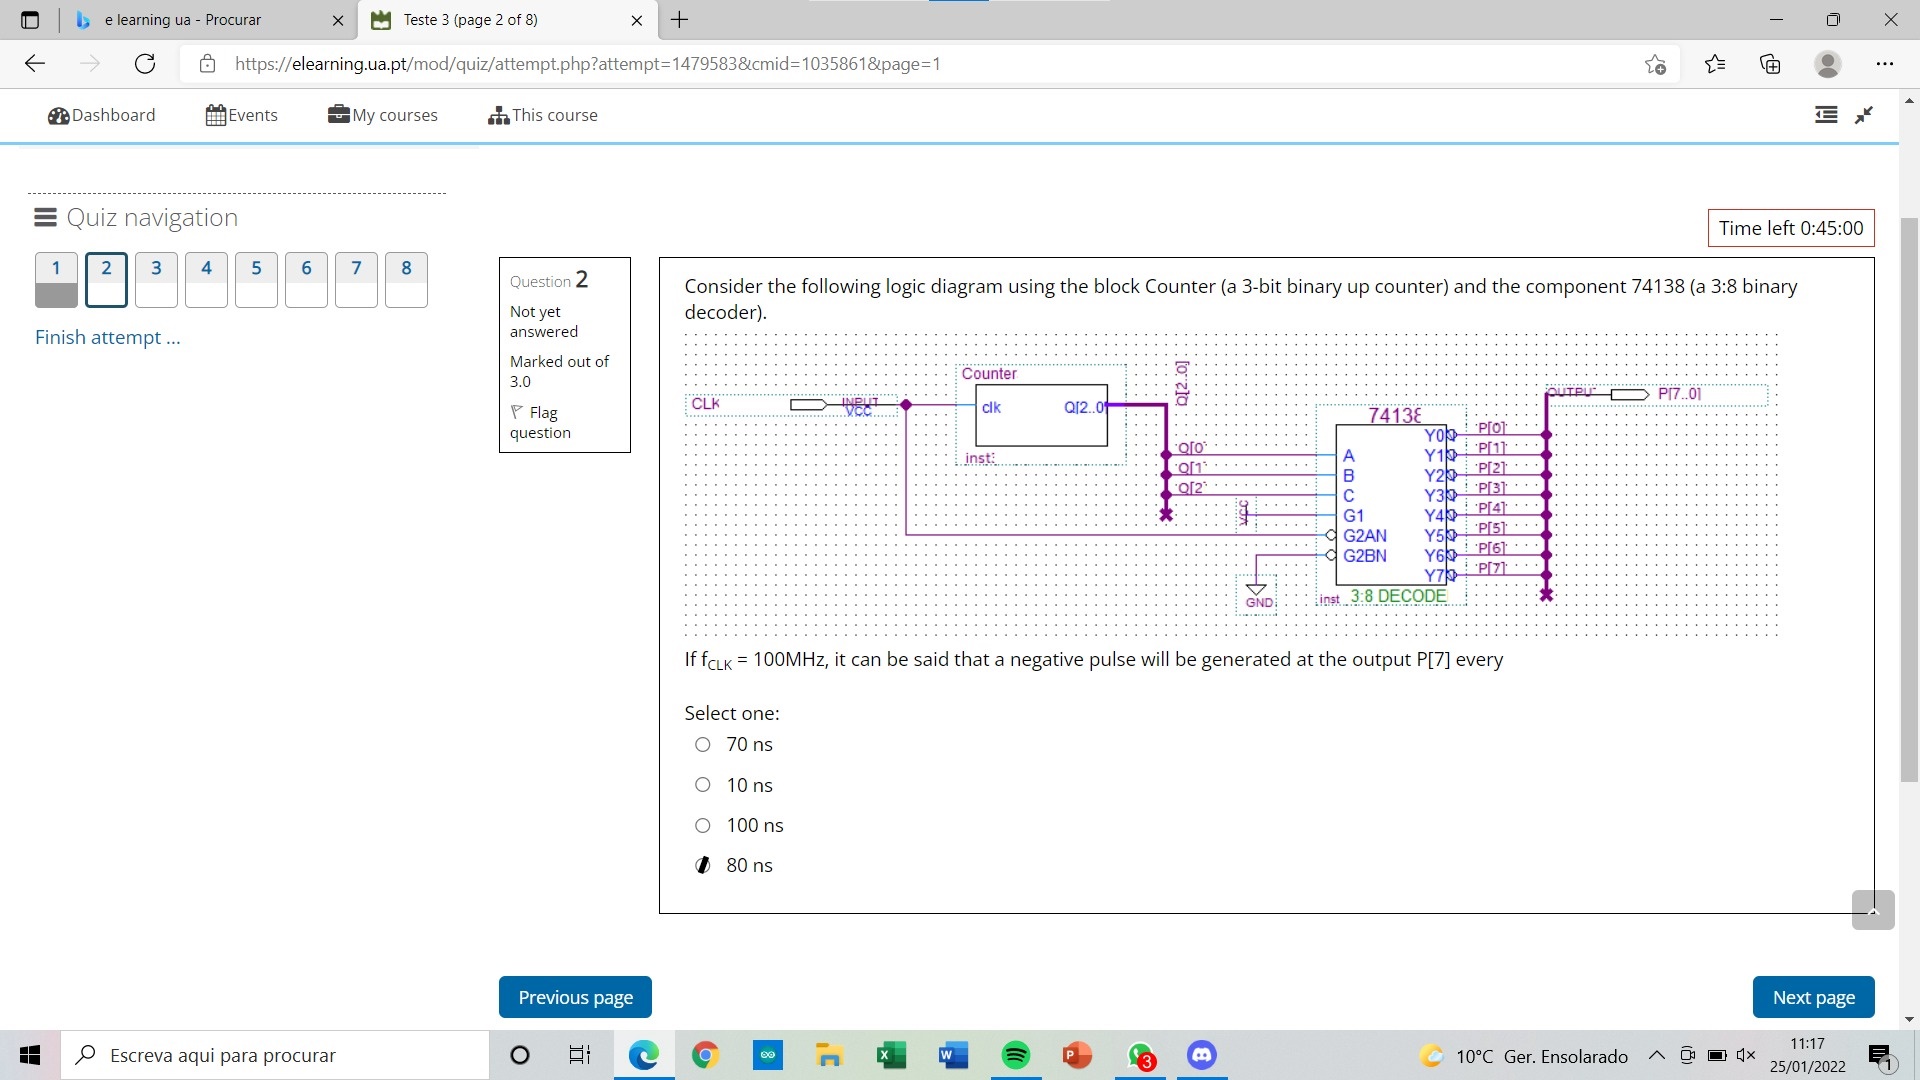 e learning ua - Procurar
Teste 3 (page 2 of 8)
https://elearning.ua.pt/mod/quiz/attempt.php?attempt=1479583&cmid=1035861&page=1
Dashboard
Events
My courses
This course
Quiz navigation
Time left 0:45:00
1 2 3 4 5 6 7 8
Finish attempt ...
Question 2
Not yet
answered
Marked out of
3.0
Flag
question
Consider the following logic diagram using the block Counter (a 3-bit binary up counter) and the component 74138 (a 3:8 binary
decoder).
Counter
Q[2..0]
CLK
INPUT
VCC
clk
Q[2..0
inst
OUTPU
P[7..0]
74138
Q[0
Q[1
Q[2
VCC
A
B
C
G1
G2AN
G2BN
Y0N
Y1N
Y2N
Y3N
Y4N
Y5N
Y6N
Y7N
P[0]
P[1]
P[2]
P[3]
P[4]
P[5]
P[6]
P[7]
GND
inst
3:8 DECODE
If fCLK = 100MHz, it can be said that a negative pulse will be generated at the output P[7] every
Select one:
70 ns
10 ns
100 ns
80 ns
Previous page
Next page
Escreva aqui para procurar
3
10°C Ger. Ensolarado
11:17
25/01/2022
1